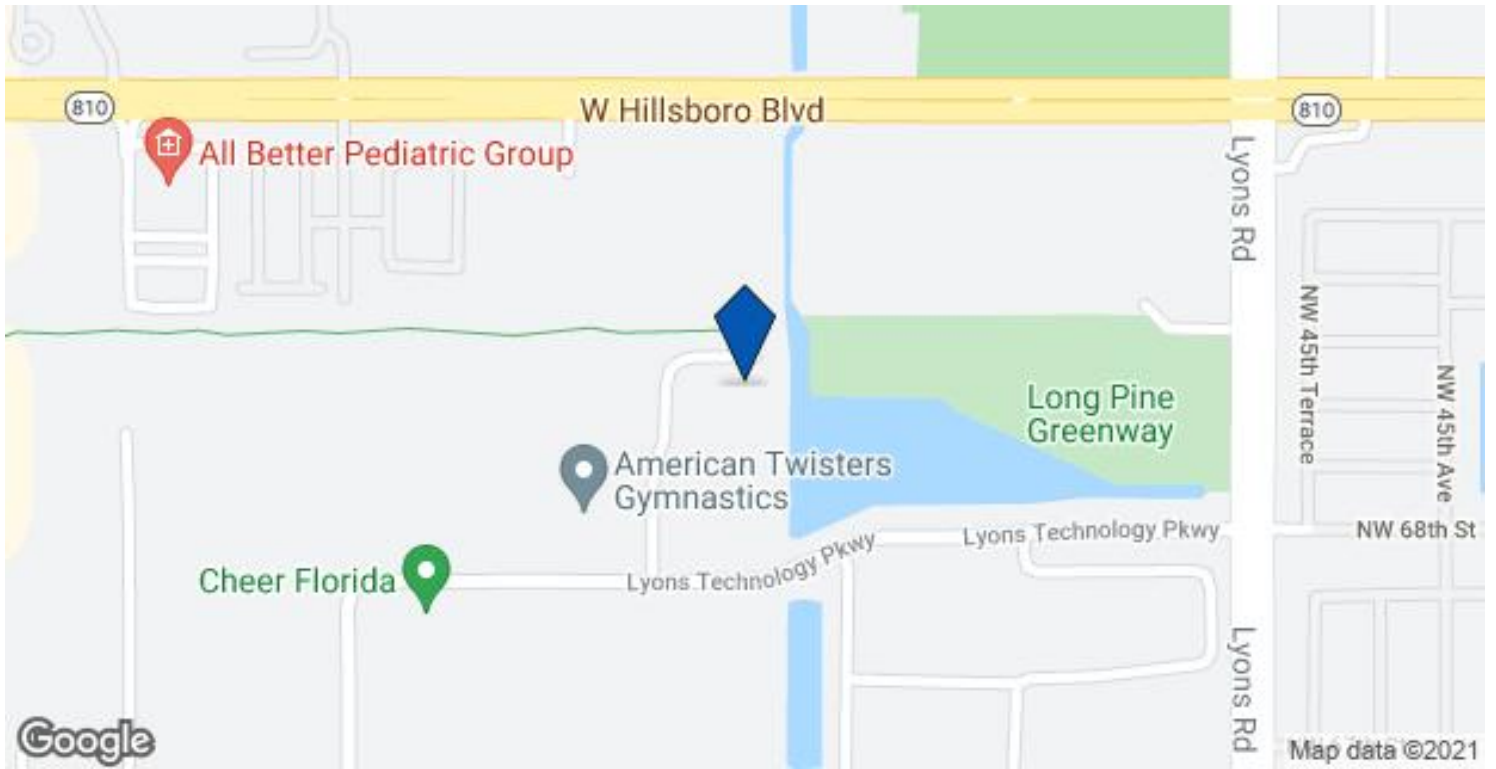 810
W Hillsboro Blvd
810
All Better Pediatric Group
Lyons Rd
NW 45th Terrace
NW 45th Ave
Long Pine
Greenway
American Twisters
Gymnastics
Lyons Technology Pkwy
NW 68th St
Cheer Florida
Lyons Technology Pkwy
Lyons Rd
Google
Map data ©2021